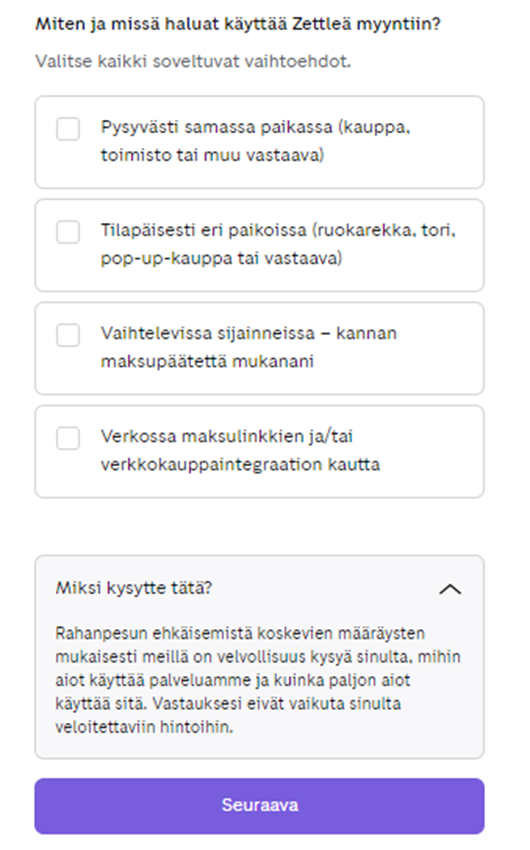 Miten ja missä haluat käyttää Zettleä myyntiin?
Valitse kaikki soveltuvat vaihtoehdot.
Pysyvästi samassa paikassa (kauppa,
toimisto tai muu vastaava)
Tilapäisesti eri paikoissa (ruokarekka, tori,
pop-up-kauppa tai vastaava)
Vaihtelevissa sijainneissa – kannan
maksupäätettä mukanani
Verkossa maksulinkkien ja/tai
verkkokauppaintegraation kautta
Miksi kysytte tätä?
Rahanpesun ehkäisemistä koskevien määräysten
mukaisesti meillä on velvollisuus kysyä sinulta, mihin
aiot käyttää palveluamme ja kuinka paljon aiot
käyttää sitä. Vastauksesi eivät vaikuta sinulta
veloitettaviin hintoihin.
Seuraava